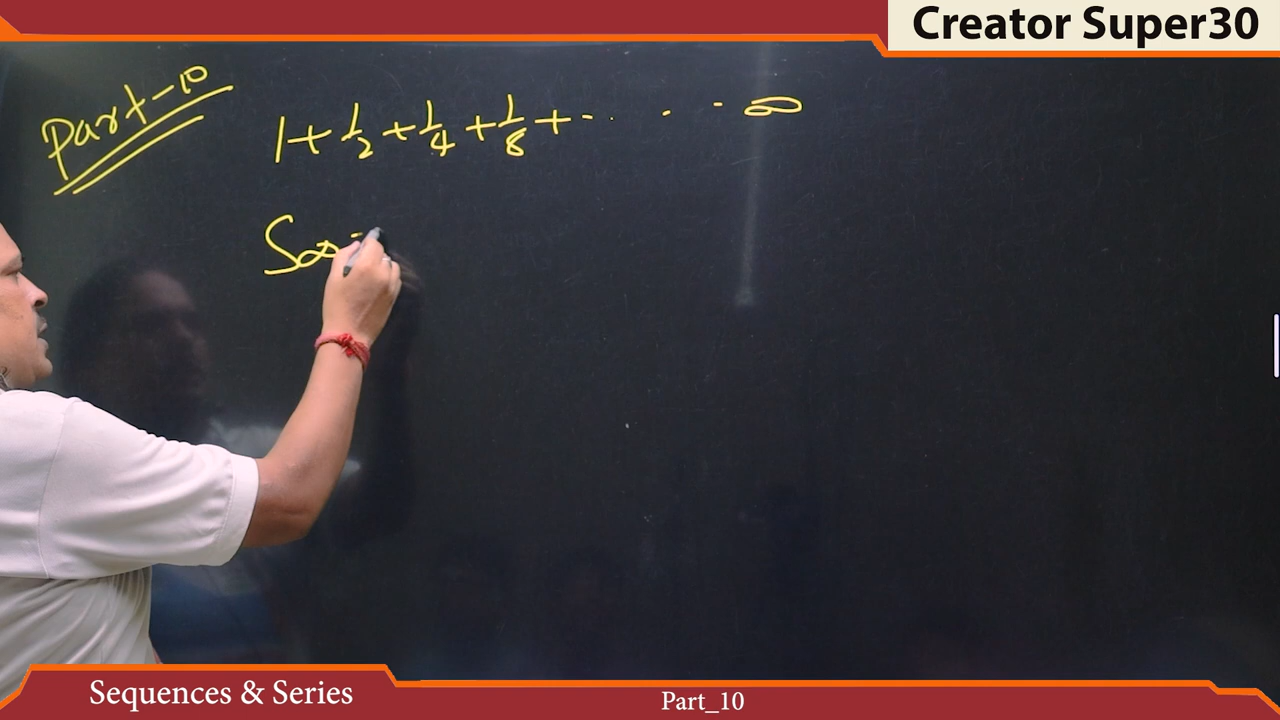 Creator Super30
Part-10
1 + 1/2 + 1/4 + 1/8 + - . . . - ∞
S∞ =
Sequences & Series
Part_10